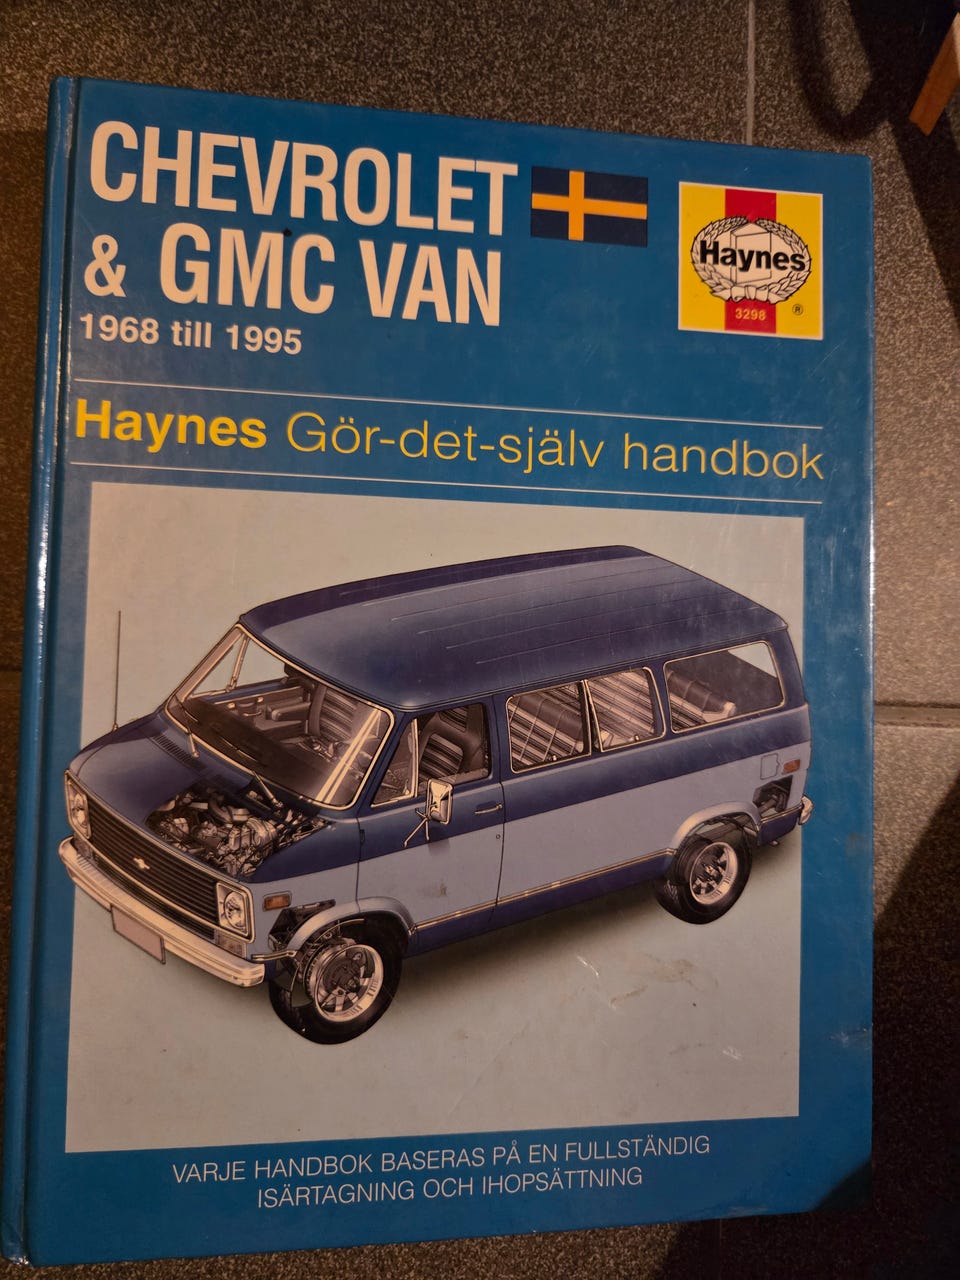 CHEVROLET
& GMC VAN
1968 till 1995
Haynes
3298
®
Haynes Gör-det-själv handbok
VARJE HANDBOK BASERAS PÅ EN FULLSTÄNDIG
ISÄRTAGNING OCH IHOPSÄTTNING